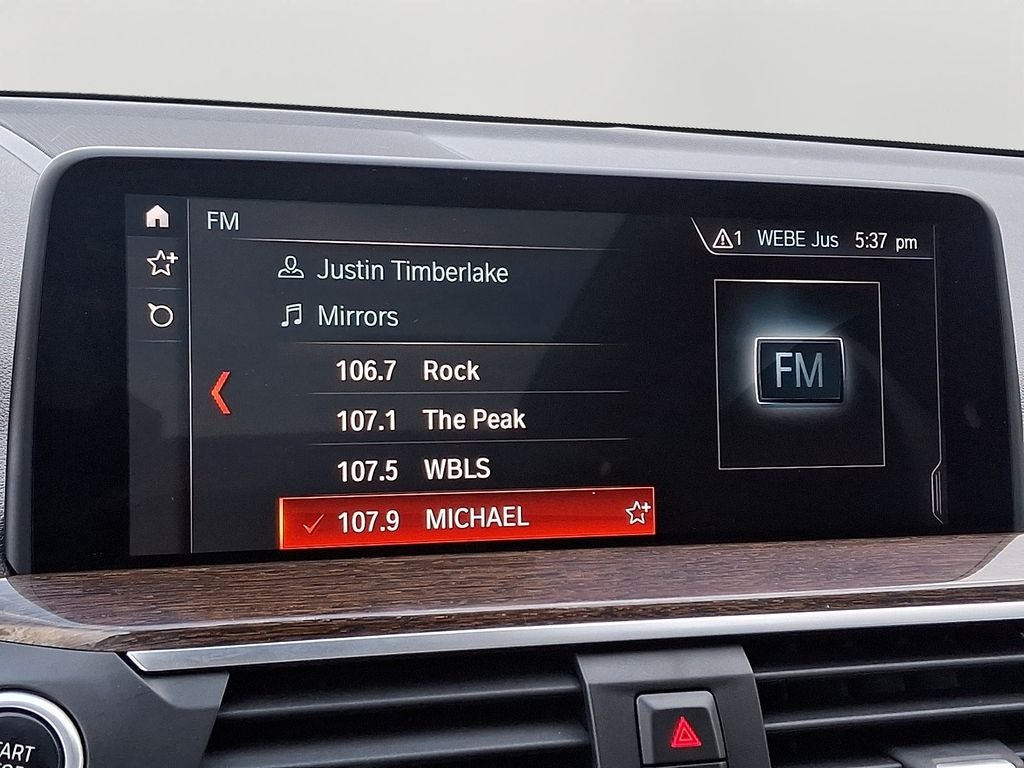 FM
1 WEBE Jus 5:37 pm
Justin Timberlake
Mirrors
FM
106.7 Rock
107.1 The Peak
107.5 WBLS
107.9 MICHAEL